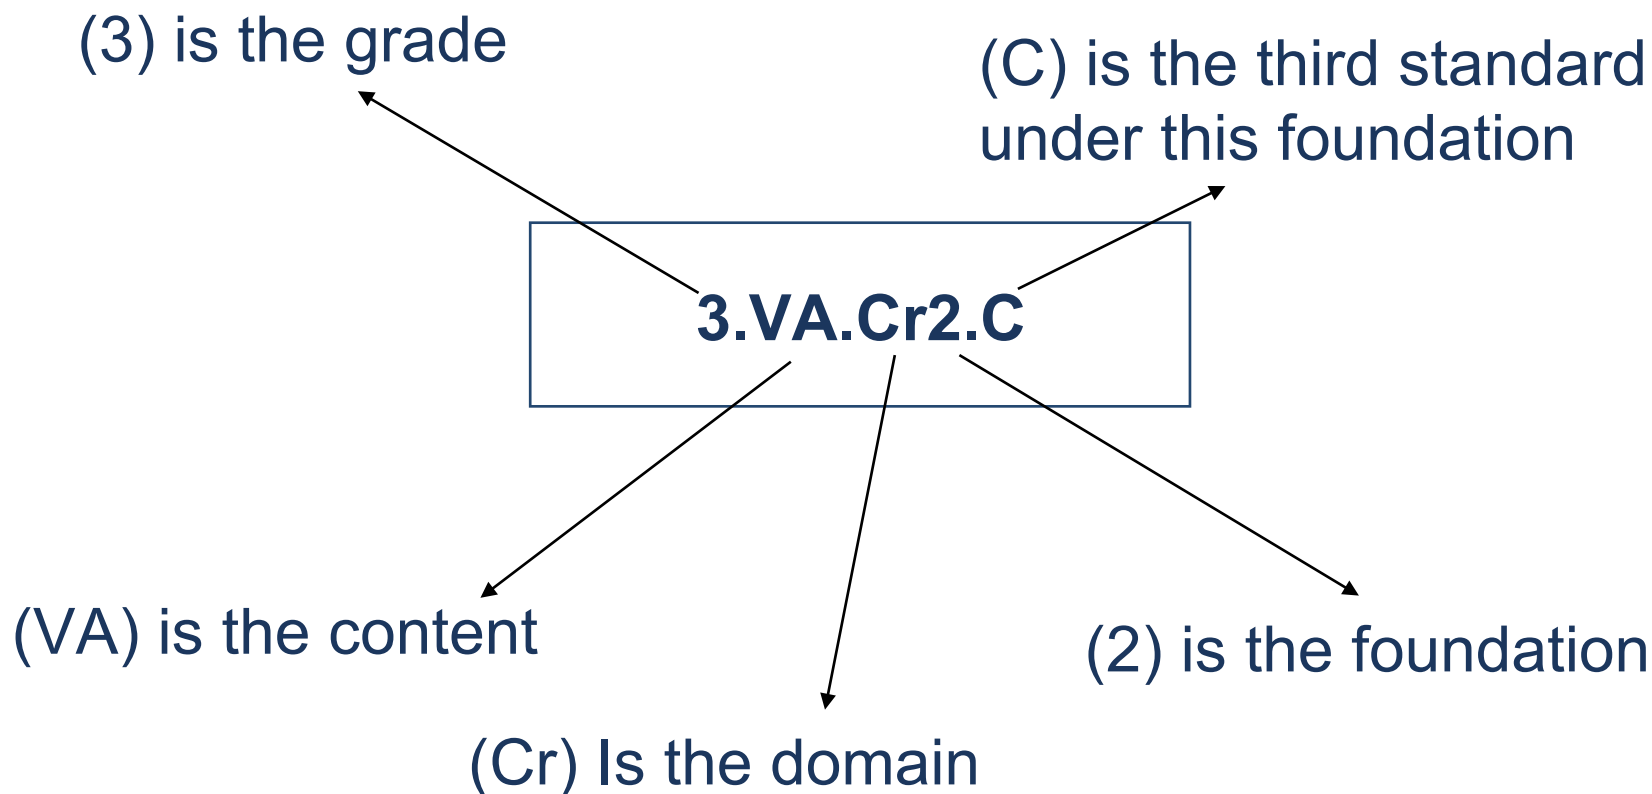 (3) is the grade
(C) is the third standard
under this foundation
3.VA.Cr2.C
(VA) is the content
(2) is the foundation
(Cr) Is the domain